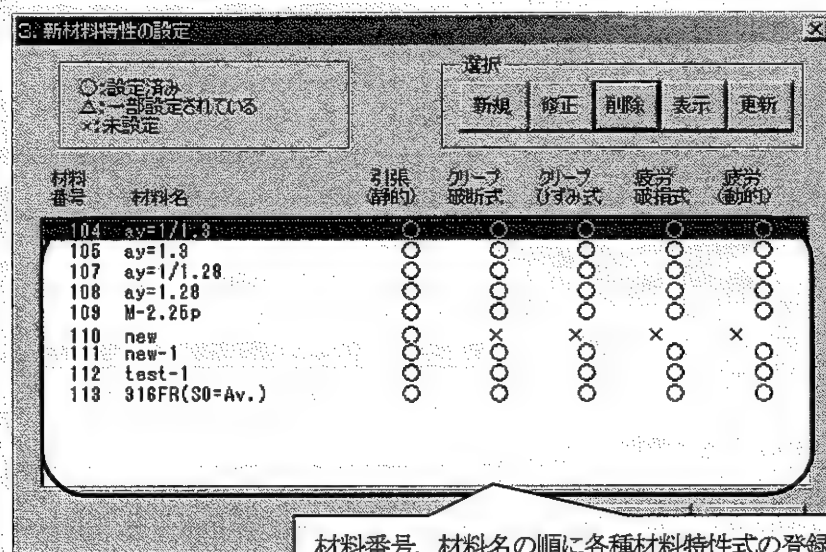 3. 新材料特性の設定
○:設定済み
△:一部設定されている
×:未設定
選択
新規 修正 削除 表示 更新
材料番号 材料名 引張(静的) クリープ破断式 クリープひずみ式 疲労破損式 疲労(動的)
104 ay=1/1.3 ○ ○ ○ ○ ○
105 ay=1.3 ○ ○ ○ ○ ○
107 ay=1/1.28 ○ ○ ○ ○ ○
108 ay=1.28 ○ ○ ○ ○ ○
109 M-2.25p ○ ○ ○ ○ ○
110 new ○ × × × ×
111 new-1 ○ ○ ○ ○ ○
112 test-1 ○ ○ ○ ○ ○
113 316FR(S0=Av.) ○ ○ ○ ○ ○
材料番号、材料名の順に各種材料特性式の登録